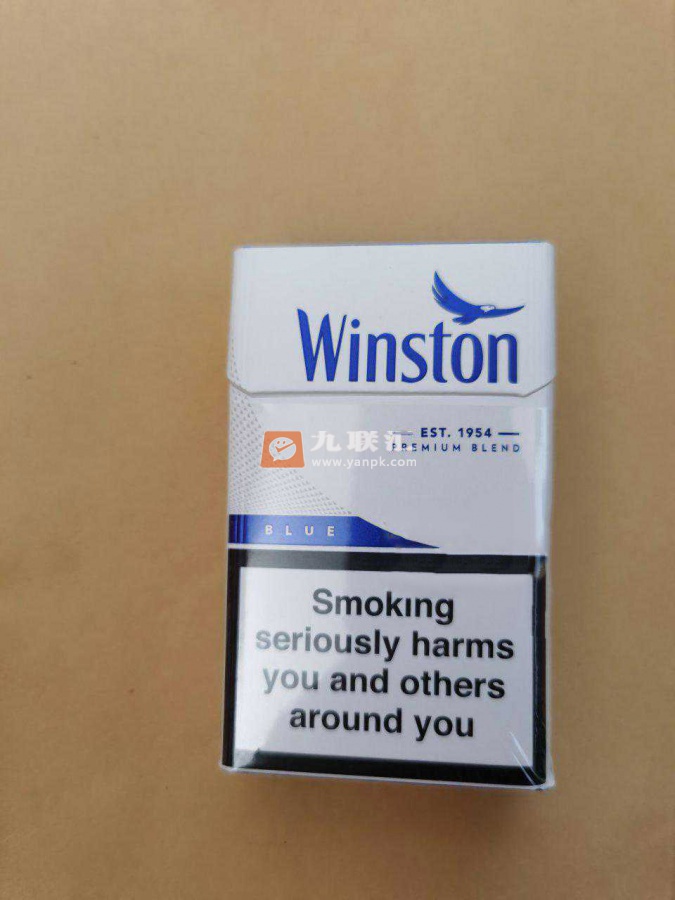 Winston
EST. 1954
PREMIUM BLEND
九联汇
www.yanpk.com
BLUE
Smoking
seriously harms
you and others
around you